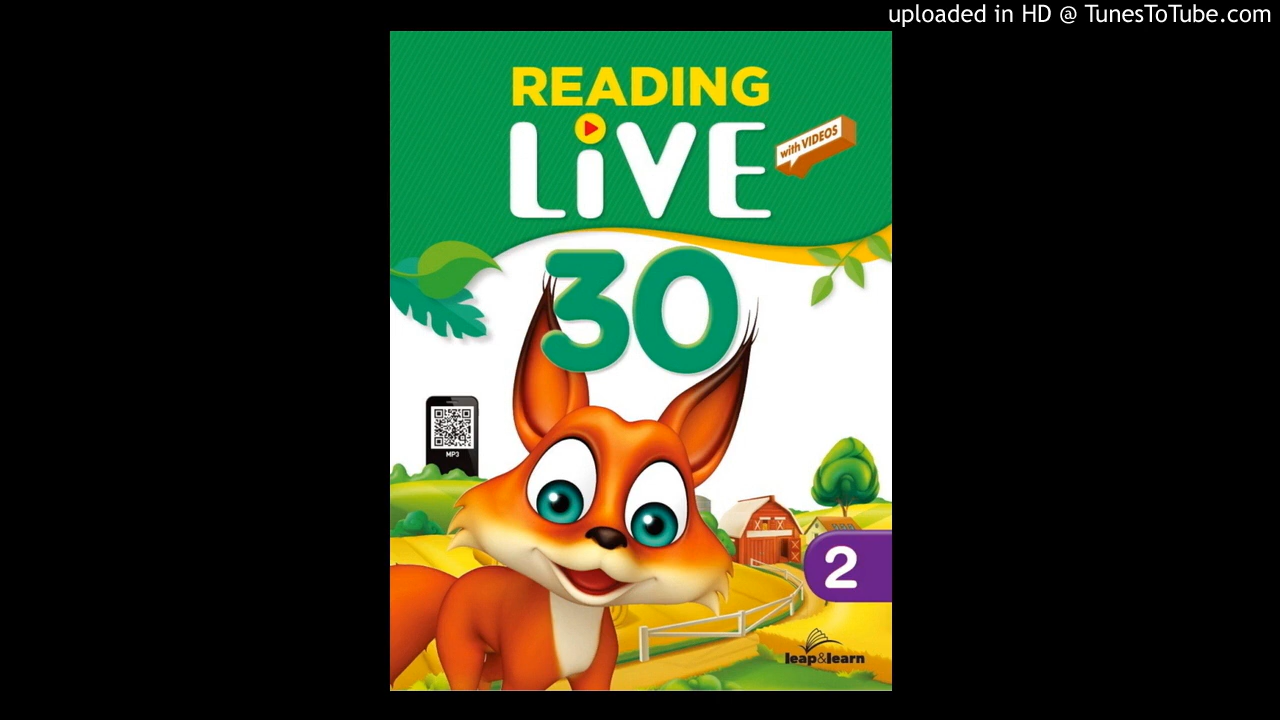 uploaded in HD @ TunesToTube.com
READING
LiVE
with VIDEOS
30
MP3
2
leap&learn